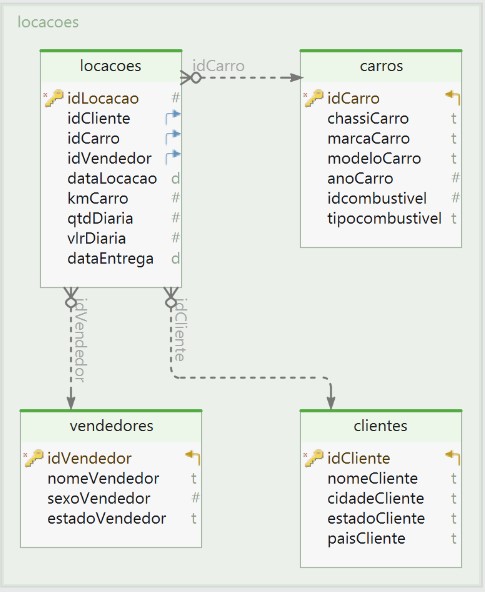 locacoes
locacoes
idLocacao #
idCliente
idCarro
idVendedor
dataLocacao d
kmCarro #
qtdDiaria #
vlrDiaria #
dataEntrega d
idCarro
carros
idCarro
chassiCarro t
marcaCarro t
modeloCarro t
anoCarro #
idcombustivel #
tipocombustivel t
idVendedor
idCliente
vendedores
idVendedor
nomeVendedor t
sexoVendedor #
estadoVendedor t
clientes
idCliente
nomeCliente t
cidadeCliente t
estadoCliente t
paisCliente t